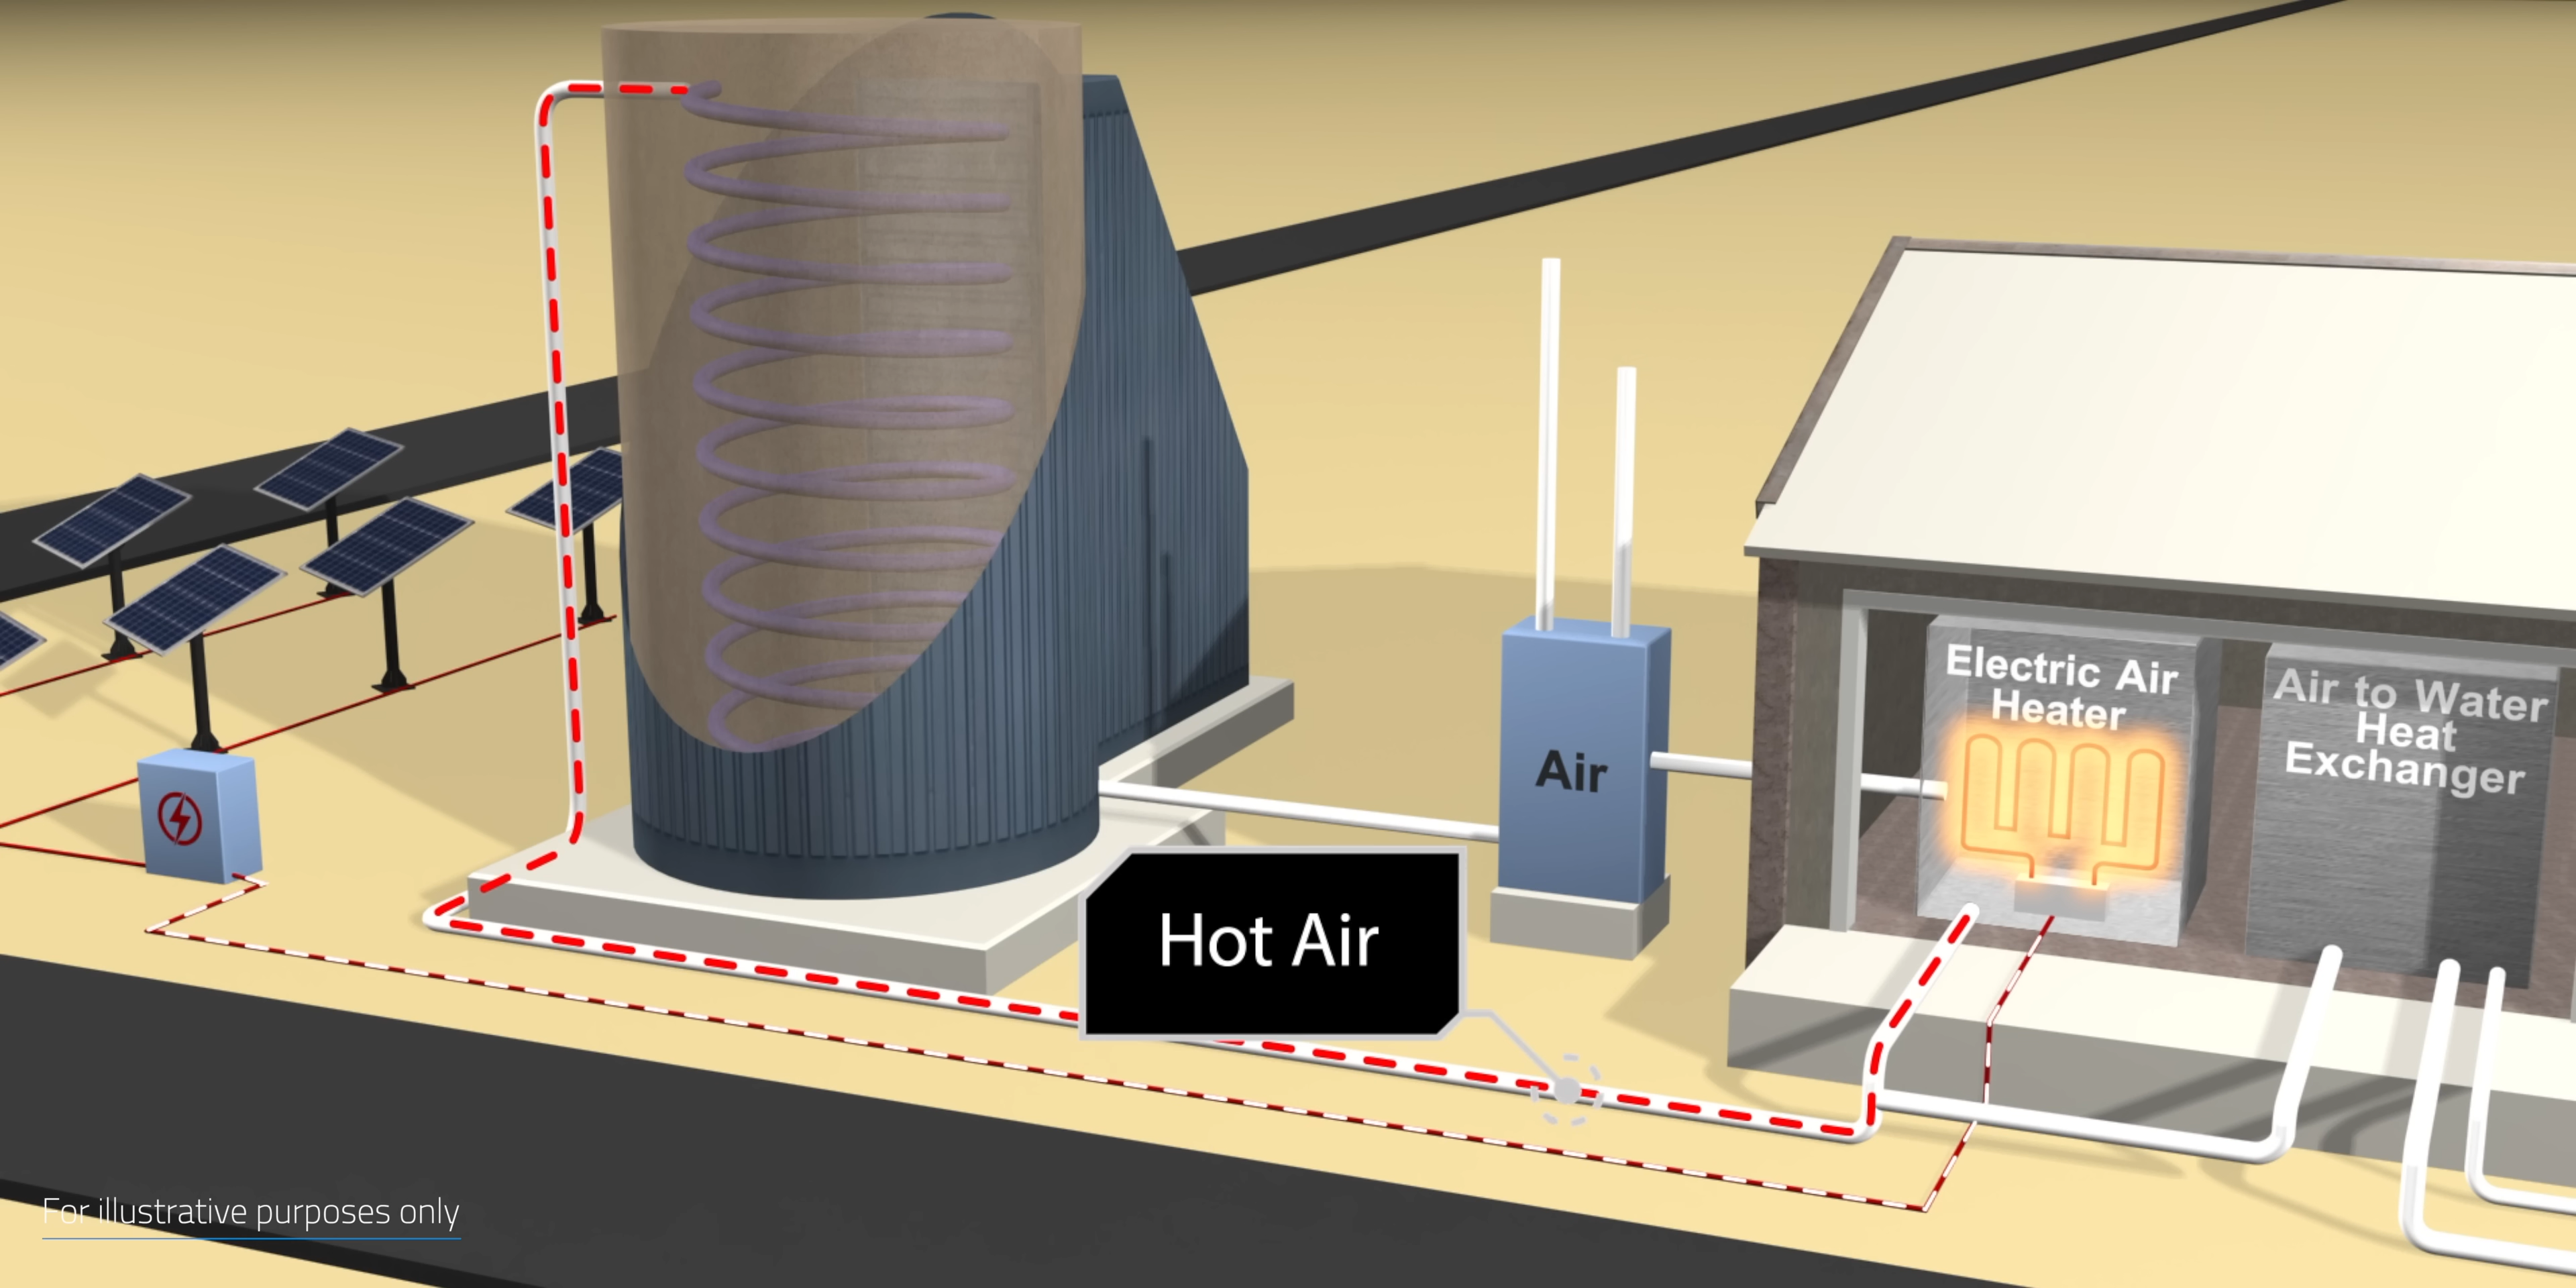 Electric Air
Heater
Air to Water
Heat
Exchanger
Air
Hot Air
For illustrative purposes only